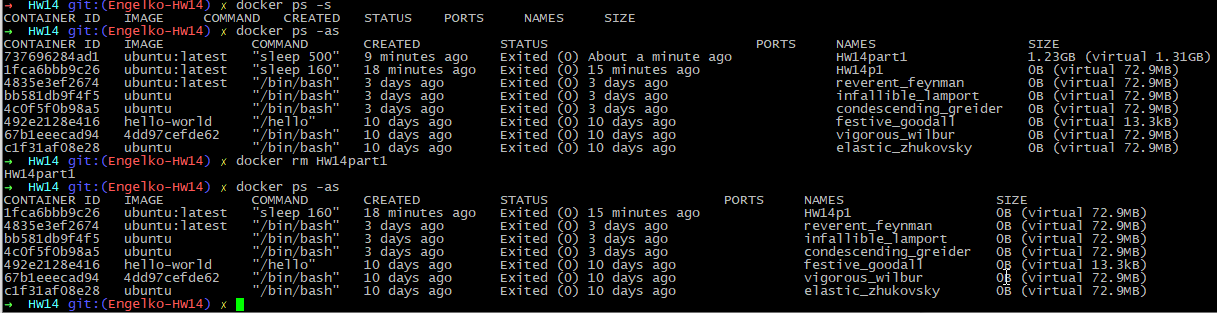 →  HW14 git:(Engelko-HW14) ✗ docker ps -s
CONTAINER ID   IMAGE     COMMAND   CREATED   STATUS    PORTS     NAMES     SIZE
→  HW14 git:(Engelko-HW14) ✗ docker ps -as
CONTAINER ID   IMAGE           COMMAND       CREATED          STATUS                          PORTS     NAMES                   SIZE
737696284ad1   ubuntu:latest   "sleep 500"   9 minutes ago    Exited (0) About a minute ago             HW14part1               1.23GB (virtual 1.31GB)
1fca6bbb9c26   ubuntu:latest   "sleep 160"   18 minutes ago   Exited (0) 15 minutes ago                 HW14p1                  0B (virtual 72.9MB)
4835e3ef2674   ubuntu:latest   "/bin/bash"   3 days ago       Exited (0) 3 days ago                     reverent_feynman        0B (virtual 72.9MB)
bb581db9f4f5   ubuntu          "/bin/bash"   3 days ago       Exited (0) 3 days ago                     infallible_lamport      0B (virtual 72.9MB)
4c0f5f0b98a5   ubuntu          "/bin/bash"   3 days ago       Exited (0) 3 days ago                     condescending_greider   0B (virtual 72.9MB)
492e2128e416   hello-world     "/hello"      10 days ago      Exited (0) 10 days ago                    festive_goodall         0B (virtual 13.3kB)
67b1eeecad94   4dd97cefde62    "/bin/bash"   10 days ago      Exited (0) 10 days ago                    vigorous_wilbur         0B (virtual 72.9MB)
c1f31af08e28   ubuntu          "/bin/bash"   10 days ago      Exited (0) 10 days ago                    elastic_zhukovsky       0B (virtual 72.9MB)
→  HW14 git:(Engelko-HW14) ✗ docker rm HW14part1
HW14part1
→  HW14 git:(Engelko-HW14) ✗ docker ps -as
CONTAINER ID   IMAGE           COMMAND       CREATED          STATUS                      PORTS     NAMES                   SIZE
1fca6bbb9c26   ubuntu:latest   "sleep 160"   18 minutes ago   Exited (0) 15 minutes ago             HW14p1                  0B (virtual 72.9MB)
4835e3ef2674   ubuntu:latest   "/bin/bash"   3 days ago       Exited (0) 3 days ago                 reverent_feynman        0B (virtual 72.9MB)
bb581db9f4f5   ubuntu          "/bin/bash"   3 days ago       Exited (0) 3 days ago                 infallible_lamport      0B (virtual 72.9MB)
4c0f5f0b98a5   ubuntu          "/bin/bash"   3 days ago       Exited (0) 3 days ago                 condescending_greider   0B (virtual 72.9MB)
492e2128e416   hello-world     "/hello"      10 days ago      Exited (0) 10 days ago                festive_goodall         0B (virtual 13.3kB)
67b1eeecad94   4dd97cefde62    "/bin/bash"   10 days ago      Exited (0) 10 days ago                vigorous_wilbur         0B (virtual 72.9MB)
c1f31af08e28   ubuntu          "/bin/bash"   10 days ago      Exited (0) 10 days ago                elastic_zhukovsky       0B (virtual 72.9MB)
→  HW14 git:(Engelko-HW14) ✗